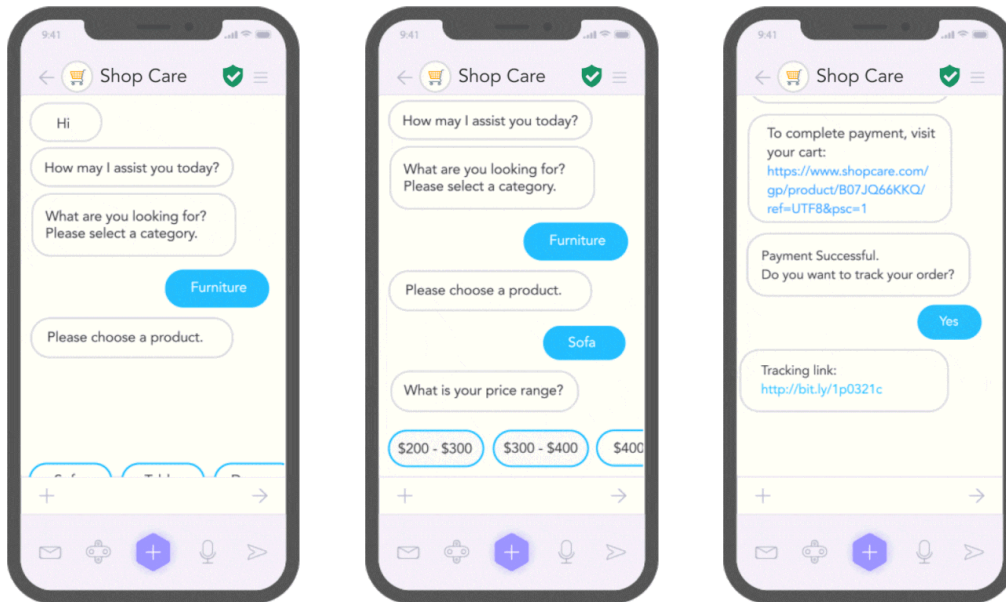 9:41
Shop Care
Hi
How may I assist you today?
What are you looking for?
Please select a category.
Furniture
Please choose a product.
9:41
Shop Care
How may I assist you today?
What are you looking for?
Please select a category.
Furniture
Please choose a product.
Sofa
What is your price range?
$200 - $300
$300 - $400
$400
9:41
Shop Care
To complete payment, visit
your cart:
https://www.shopcare.com/
gp/product/B07JQ66KKQ/
ref=UTF8&psc=1
Payment Successful.
Do you want to track your order?
Yes
Tracking link:
http://bit.ly/1p0321c